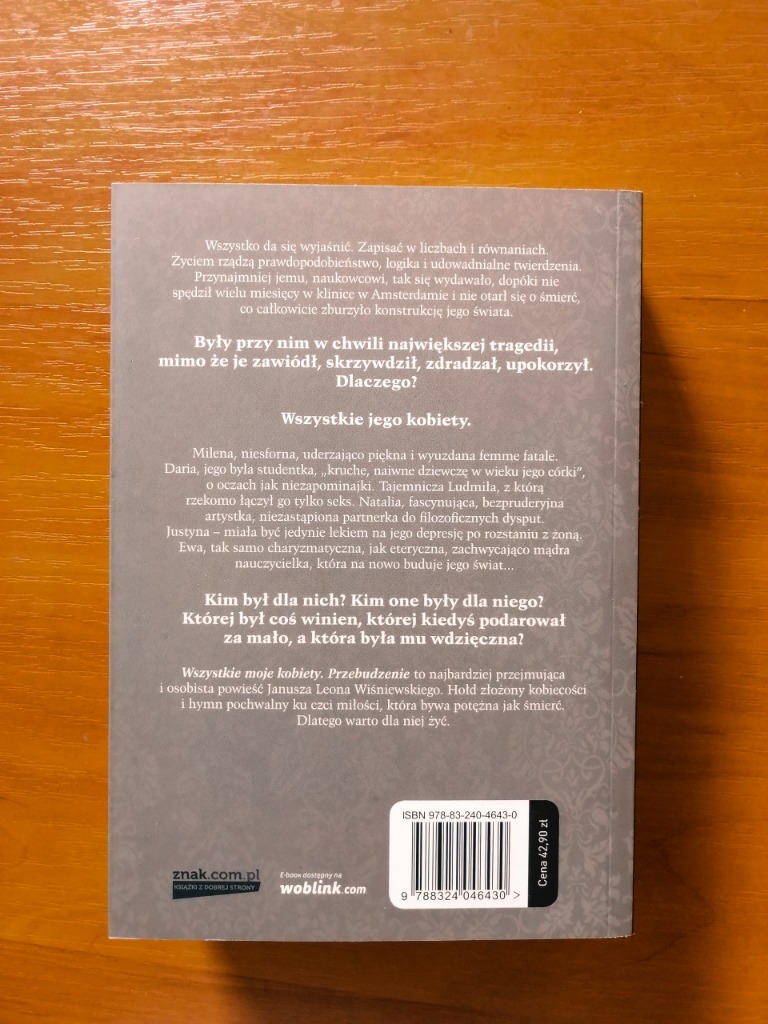 Wszystko da się wyjaśnić. Zapisać w liczbach i równaniach.
Życiem rządzą prawdopodobieństwo, logika i udowadnialne twierdzenia.
Przynajmniej jemu, naukowcowi, tak się wydawało, dopóki nie
spędził wielu miesięcy w klinice w Amsterdamie i nie otarł się o śmierć,
co całkowicie zburzyło konstrukcję jego świata.
Były przy nim w chwili największej tragedii,
mimo że je zawiódł, skrzywdził, zdradzał, upokorzył.
Dlaczego?
Wszystkie jego kobiety.
Milena, niesforna, uderzająco piękna i wyuzdana femme fatale.
Daria, jego była studentka, „kruche, naiwne dziewczę w wieku jego córki”,
o oczach jak niezapominajki. Tajemnicza Ludmiła, z którą
rzekomo łączył go tylko seks. Natalia, fascynująca, bezpruderyjna
artystka, niezastąpiona partnerka do filozoficznych dysput.
Justyna – miała być jedynie lekiem na jego depresję po rozstaniu z żoną.
Ewa, tak samo charyzmatyczna, jak eteryczna, zachwycająco mądra
nauczycielka, która na nowo buduje jego świat...
Kim był dla nich? Kim one były dla niego?
Której był coś winien, której kiedyś podarował
za mało, a która była mu wdzięczna?
Wszystkie moje kobiety. Przebudzenie to najbardziej przejmująca
i osobista powieść Janusza Leona Wiśniewskiego. Hołd złożony kobiecości
i hymn pochwalny ku czci miłości, która bywa potężna jak śmierć.
Dlatego warto dla niej żyć.
ISBN 978-83-240-4643-0
9 788324 046430 >
Cena 42,90 zł
znak.com.pl
KSIĄŻKI Z DOBREJ STRONY
E-book dostępny na
woblink.com